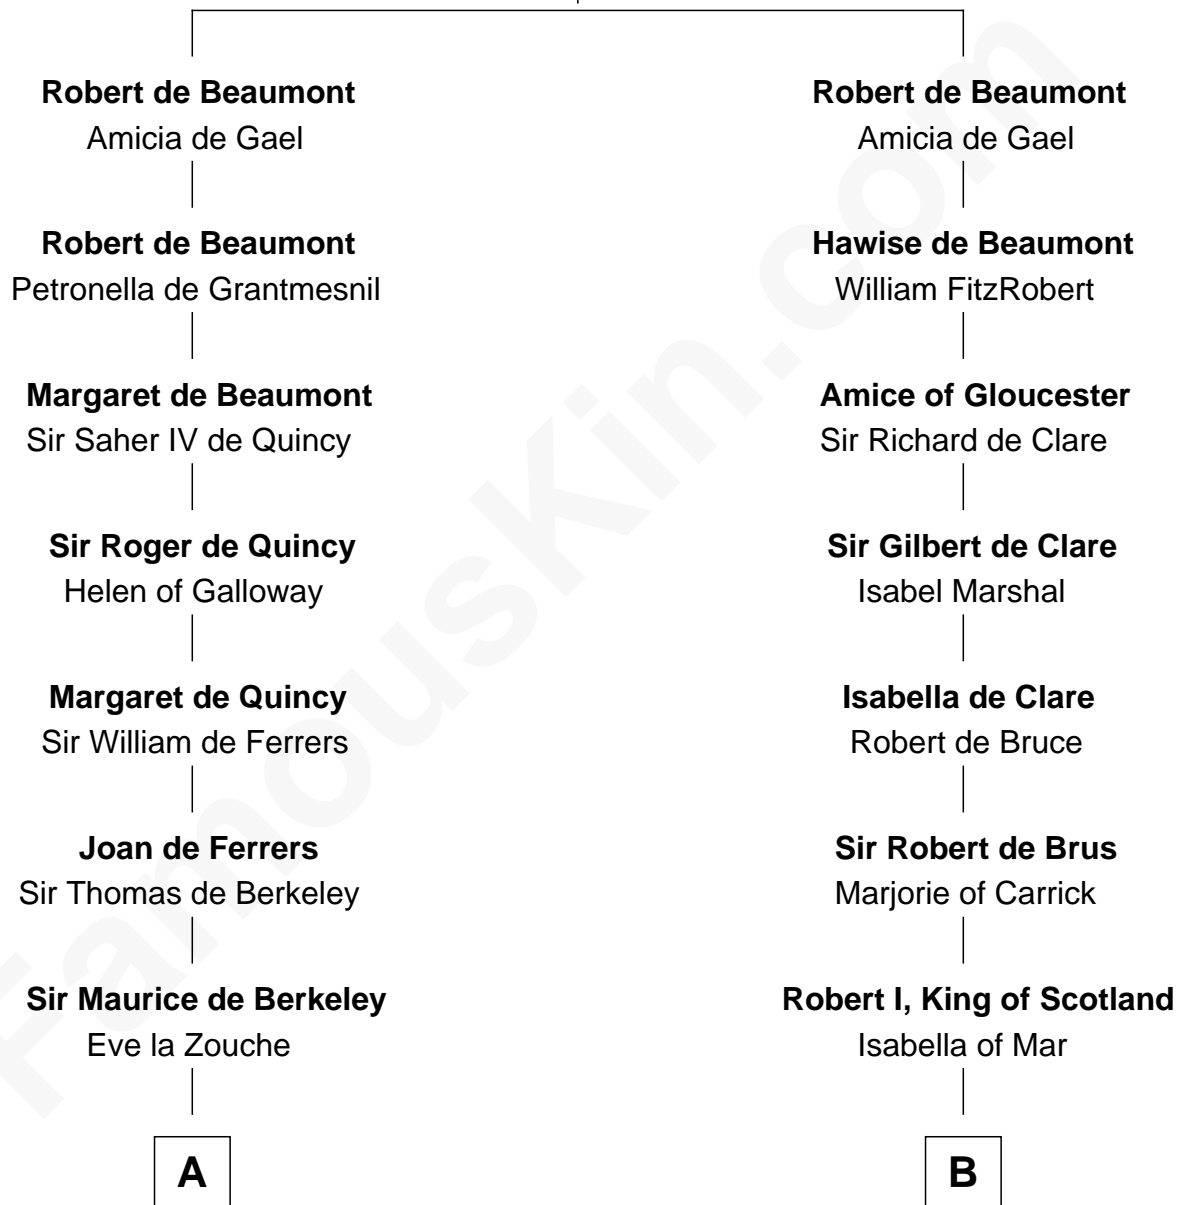 Robert de Beaumont
Amicia de Gael
Robert de Beaumont
Petronella de Grantmesnil
Margaret de Beaumont
Sir Saher IV de Quincy
Sir Roger de Quincy
Helen of Galloway
Margaret de Quincy
Sir William de Ferrers
Joan de Ferrers
Sir Thomas de Berkeley
Sir Maurice de Berkeley
Eve la Zouche
A
Robert de Beaumont
Amicia de Gael
Hawise de Beaumont
William FitzRobert
Amice of Gloucester
Sir Richard de Clare
Sir Gilbert de Clare
Isabel Marshal
Isabella de Clare
Robert de Bruce
Sir Robert de Brus
Marjorie of Carrick
Robert I, King of Scotland
Isabella of Mar
B
FamousKin.com